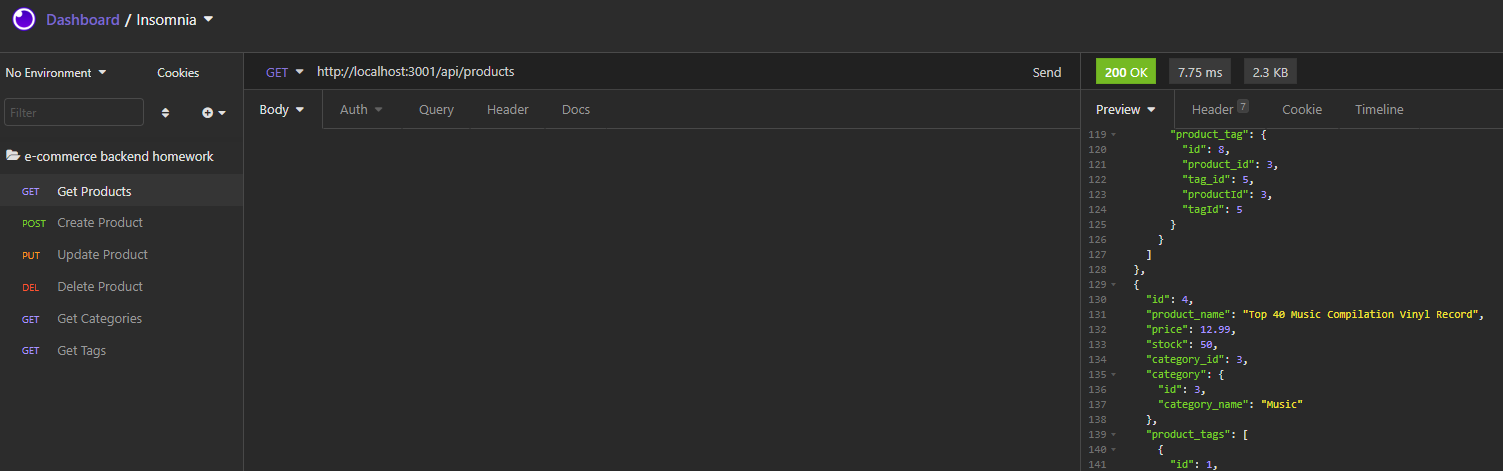 Dashboard / Insomnia
No Environment Cookies
GET http://localhost:3001/api/products Send
200 OK 7.75 ms 2.3 KB
Filter
Body Auth Query Header Docs
Preview Header 7 Cookie Timeline
e-commerce backend homework
GET Get Products
POST Create Product
PUT Update Product
DEL Delete Product
GET Get Categories
GET Get Tags
119 "product_tag": {
120 "id": 8,
121 "product_id": 3,
122 "tag_id": 5,
123 "productId": 3,
124 "tagId": 5
125 }
126 }
127 ]
128 },
129 {
130 "id": 4,
131 "product_name": "Top 40 Music Compilation Vinyl Record",
132 "price": 12.99,
133 "stock": 50,
134 "category_id": 3,
135 "category": {
136 "id": 3,
137 "category_name": "Music"
138 },
139 "product_tags": [
140 {
141 "id": 1,